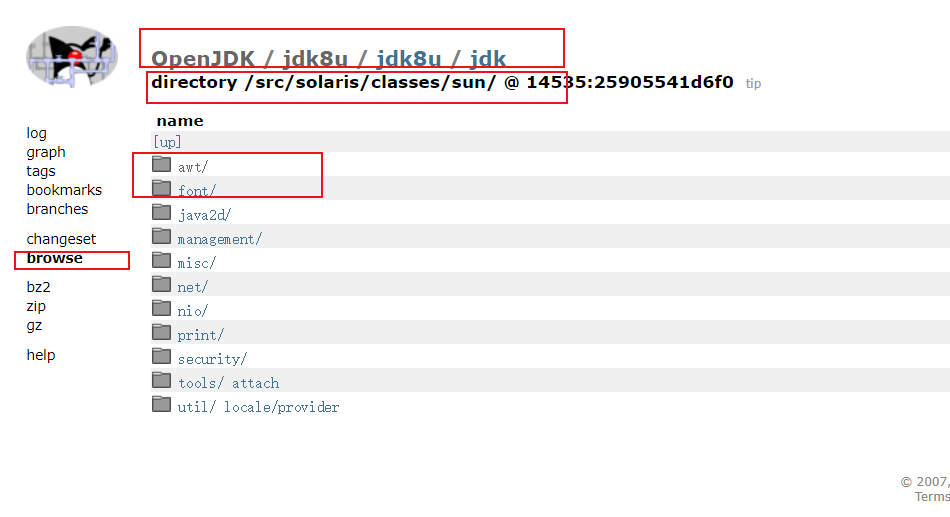 OpenJDK / jdk8u / jdk8u / jdk
directory /src/solaris/classes/sun/ @ 14535:25905541d6f0 tip
log
graph
tags
bookmarks
branches
changeset
browse
bz2
zip
gz
help
name
[up]
awt/
font/
java2d/
management/
misc/
net/
nio/
print/
security/
tools/ attach
util/ locale/provider
© 2007,
Terms